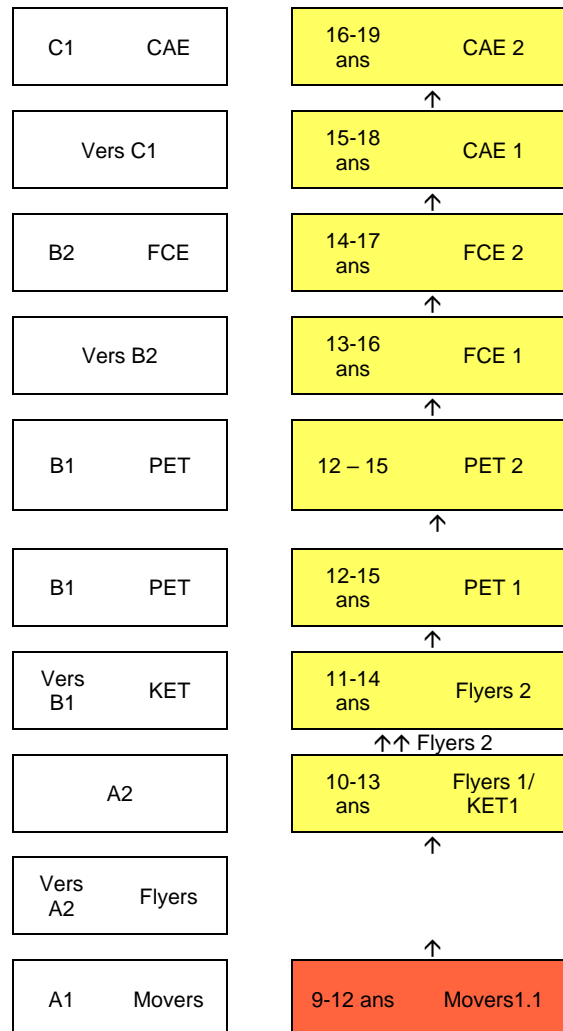 C1 CAE 16-19 ans CAE 2
↑
Vers C1 15-18 ans CAE 1
↑
B2 FCE 14-17 ans FCE 2
↑
Vers B2 13-16 ans FCE 1
↑
B1 PET 12 – 15 PET 2
↑
B1 PET 12-15 ans PET 1
↑
Vers B1 KET 11-14 ans Flyers 2
↑↑ Flyers 2
A2 10-13 ans Flyers 1/ KET1
↑
Vers A2 Flyers
↑
A1 Movers 9-12 ans Movers1.1